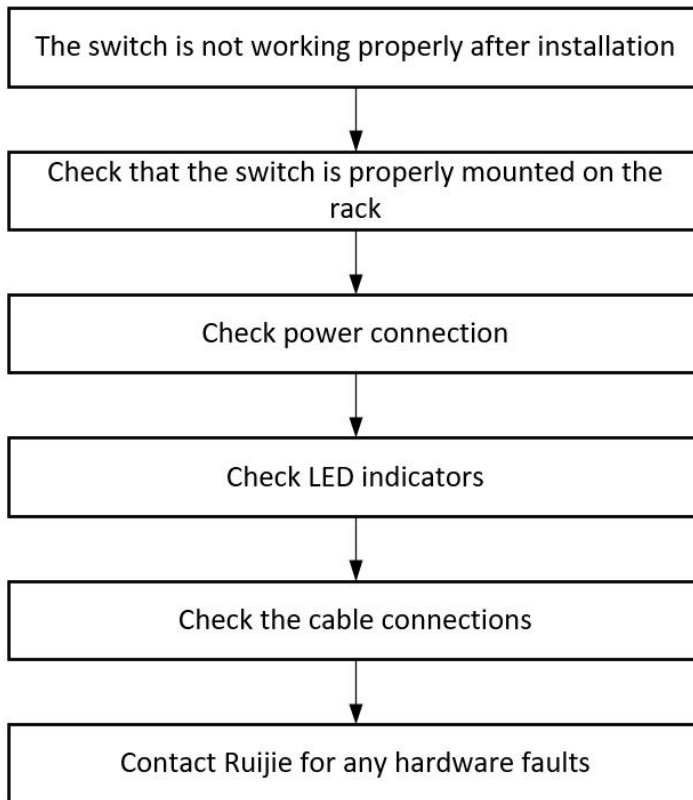 The switch is not working properly after installation
Check that the switch is properly mounted on the
rack
Check power connection
Check LED indicators
Check the cable connections
Contact Ruijie for any hardware faults